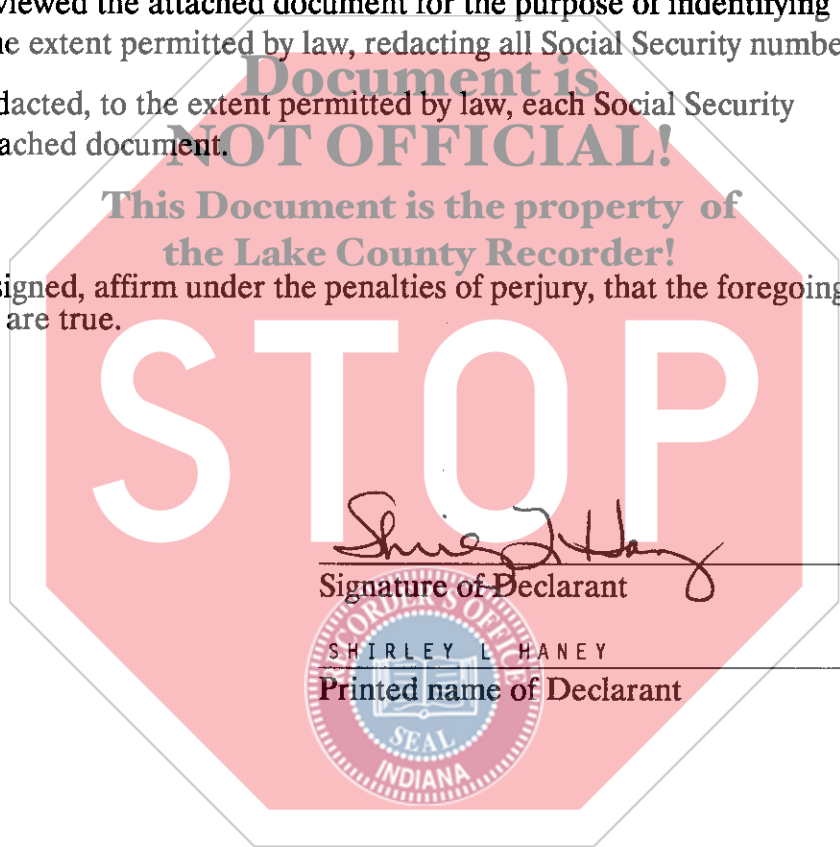 viewed the attached document for the purpose of indentifying
he extent permitted by law, redacting all Social Security numbe
Document is
dacted, to the extent permitted by law, each Social Security
NOT OFFICIAL!
ached document.
This Document is the property of
the Lake County Recorder!
signed, affirm under the penalties of perjury, that the foregoing
are true.
STOP
Signature of Declarant
SHIRLEY L HANEY
Printed name of Declarant
RECORDER'S OFFICE
SEAL
INDIANA